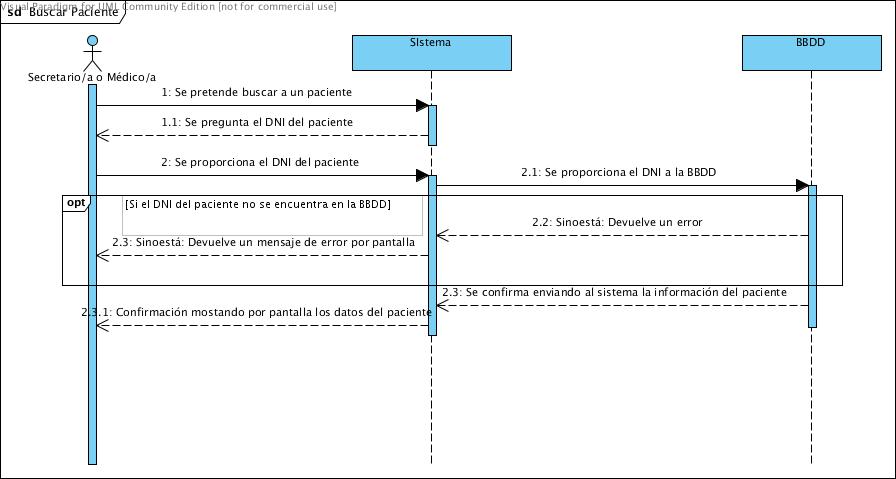 Visual Paradigm for UML Community Edition [not for commercial use]
sd Buscar Paciente
SIstema
BBDD
Secretario/a o Médico/a
1: Se pretende buscar a un paciente
1.1: Se pregunta el DNI del paciente
2: Se proporciona el DNI del paciente
2.1: Se proporciona el DNI a la BBDD
opt
[Si el DNI del paciente no se encuentra en la BBDD]
2.2: Sinoestá: Devuelve un error
2.3: Sinoestá: Devuelve un mensaje de error por pantalla
2.3: Se confirma enviando al sistema la información del paciente
2.3.1: Confirmación mostando por pantalla los datos del paciente